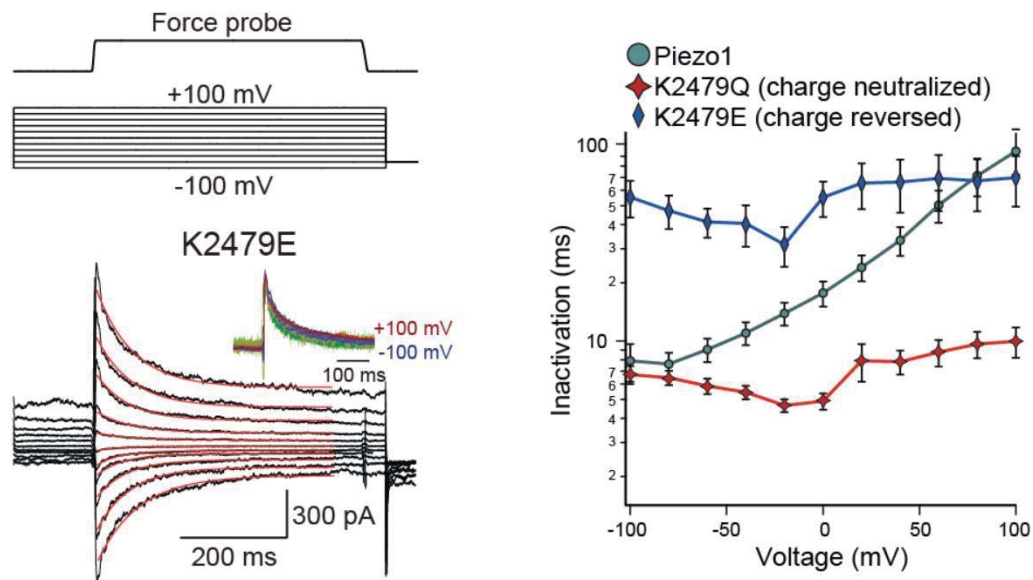 Force probe
+100 mV
-100 mV
K2479E
+100 mV
-100 mV
100 ms
300 pA
200 ms
Piezo1
K2479Q (charge neutralized)
K2479E (charge reversed)
Inactivation (ms)
100
7
6
5
4
3
2
10
7
6
5
4
3
2
-100
-50
0
50
100
Voltage (mV)